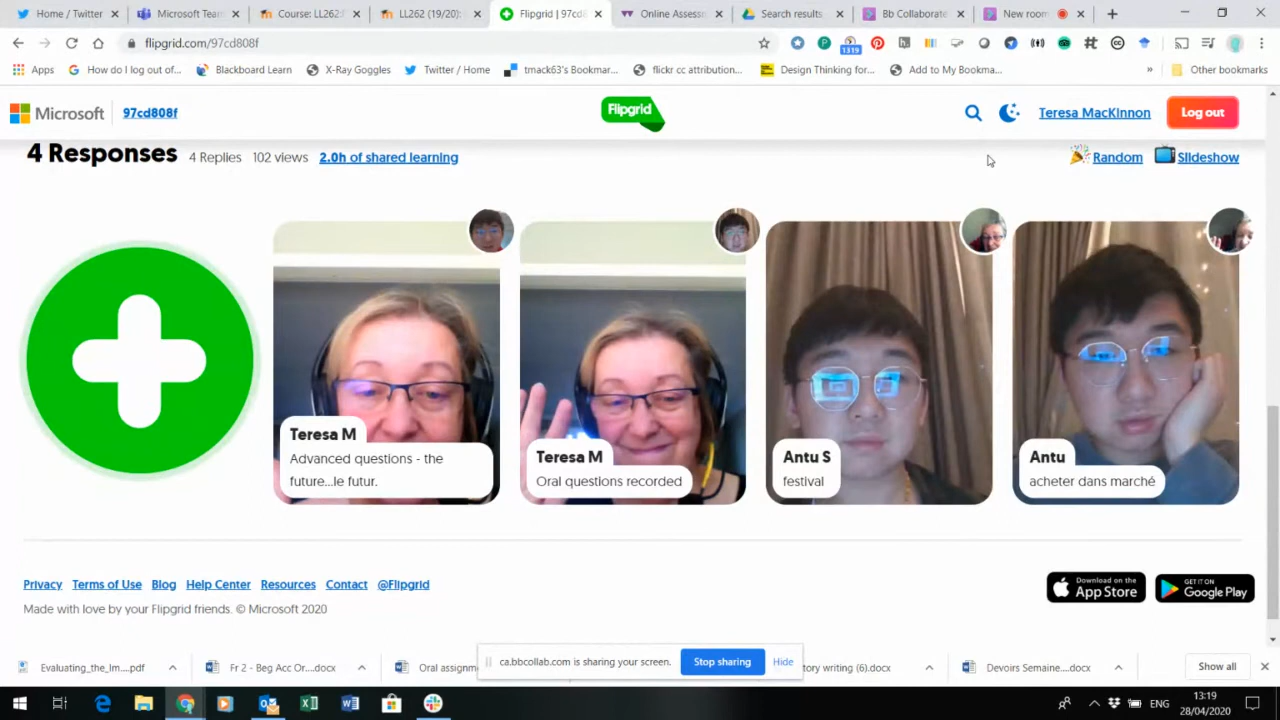 Home / Twitter
Microsoft Team
Course: LL262:F
LL262 (19/20):
Flipgrid | 97cd8
Online Assess
Search results
Bb Collaborate
New room
flipgrid.com/97cd808f
1319
Apps
How do I log out of...
Blackboard Learn
X-Ray Goggles
Twitter / Home
tmack63's Bookmar...
flickr cc attribution...
Design Thinking for...
Add to My Bookma...
»
Other bookmarks
Microsoft
97cd808f
Flipgrid
Teresa MacKinnon
Log out
4 Responses
4 Replies
102 views
2.0h of shared learning
Random
Slideshow
Teresa M
Advanced questions - the
future...le futur.
Teresa M
Oral questions recorded
Antu S
festival
Antu
acheter dans marché
Privacy
Terms of Use
Blog
Help Center
Resources
Contact
@Flipgrid
Download on the
App Store
GET IT ON
Google Play
Made with love by your Flipgrid friends. © Microsoft 2020
ca.bbcollab.com is sharing your screen.
Stop sharing
Hide
Evaluating_the_Im....pdf
Fr 2 - Beg Acc Or....docx
Oral assignm
tory writing (6).docx
Devoirs Semaine....docx
Show all
ENG
13:19
28/04/2020